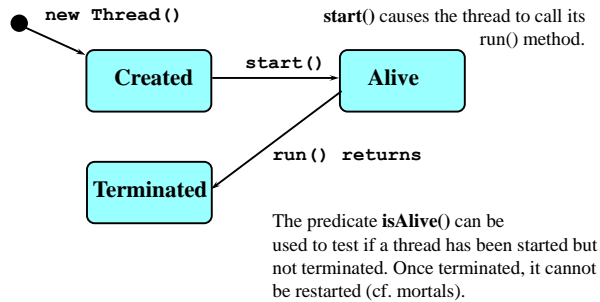 new Thread()
start() causes the thread to call its
run() method.
Created
start()
Alive
run() returns
Terminated
The predicate isAlive() can be
used to test if a thread has been started but
not terminated. Once terminated, it cannot
be restarted (cf. mortals).